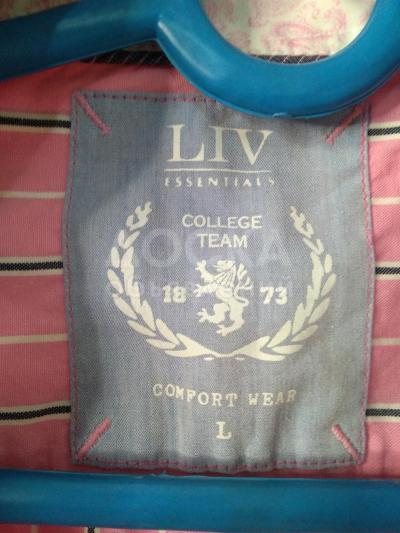 LIV
ESSENTIALS
COLLEGE
TEAM
18 73
COMFORT WEAR
L